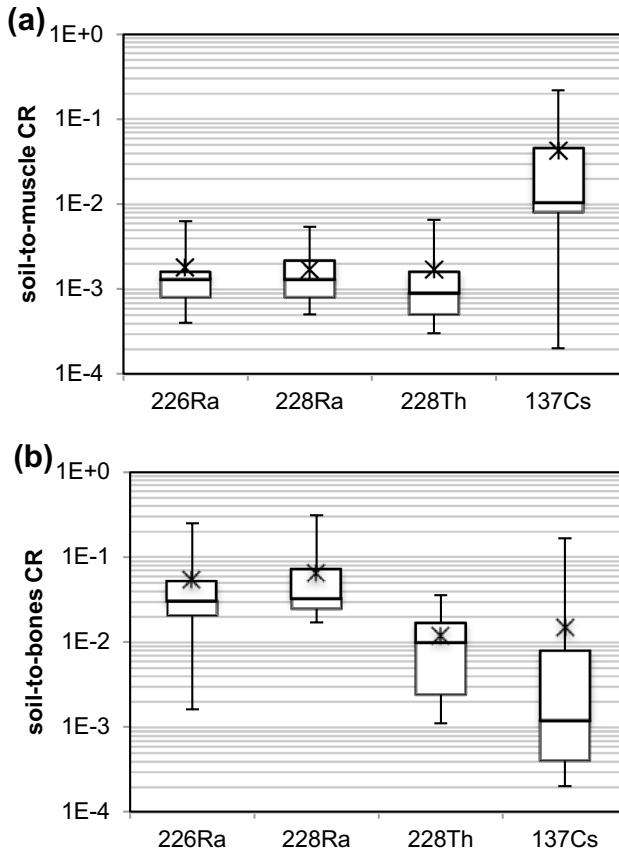 (a)
soil-to-muscle CR
1E+0
1E-1
1E-2
1E-3
1E-4
226Ra 228Ra 228Th 137Cs
(b)
soil-to-bones CR
1E+0
1E-1
1E-2
1E-3
1E-4
226Ra 228Ra 228Th 137Cs